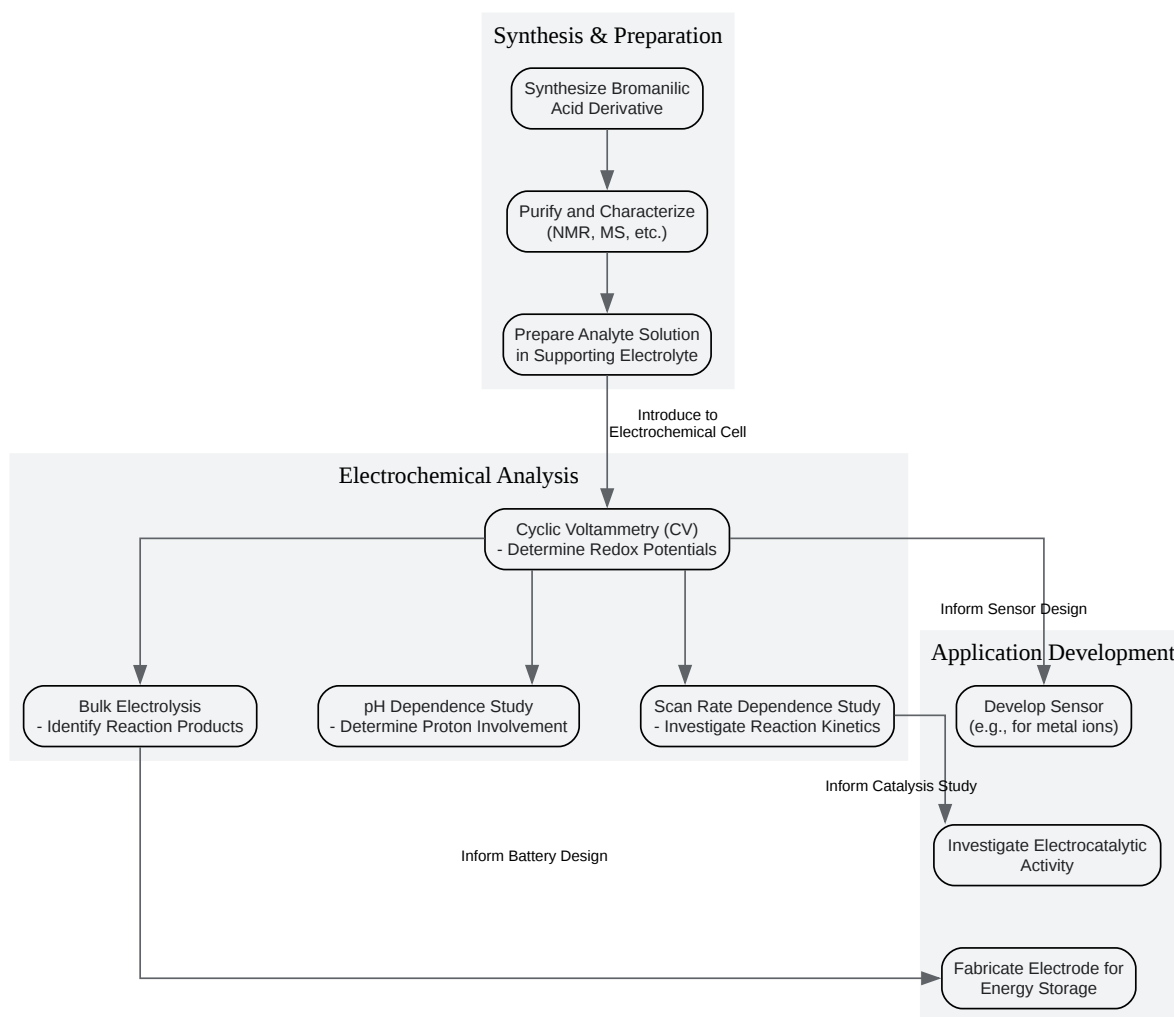 Synthesis & Preparation
Synthesize Bromanilic
Acid Derivative
Purify and Characterize
(NMR, MS, etc.)
Prepare Analyte Solution
in Supporting Electrolyte
Introduce to
Electrochemical Cell
Electrochemical Analysis
Cyclic Voltammetry (CV)
- Determine Redox Potentials
Inform Sensor Design
Application Development
Bulk Electrolysis
- Identify Reaction Products
pH Dependence Study
- Determine Proton Involvement
Scan Rate Dependence Study
- Investigate Reaction Kinetics
Develop Sensor
(e.g., for metal ions)
Inform Catalysis Study
Investigate Electrocatalytic
Activity
Inform Battery Design
Fabricate Electrode for
Energy Storage